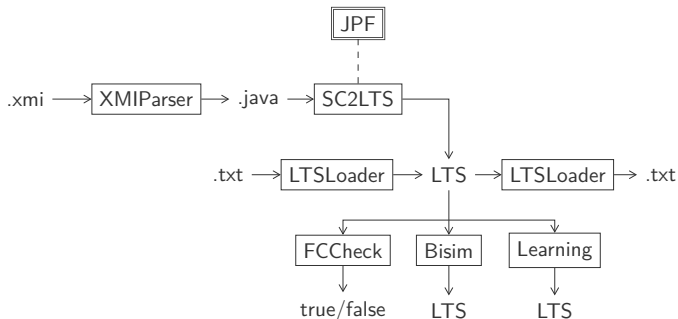 JPF
.xmi XMIParser .java SC2LTS
.txt LTSLoader LTS LTSLoader .txt
FCCheck Bisim Learning
true/false LTS LTS